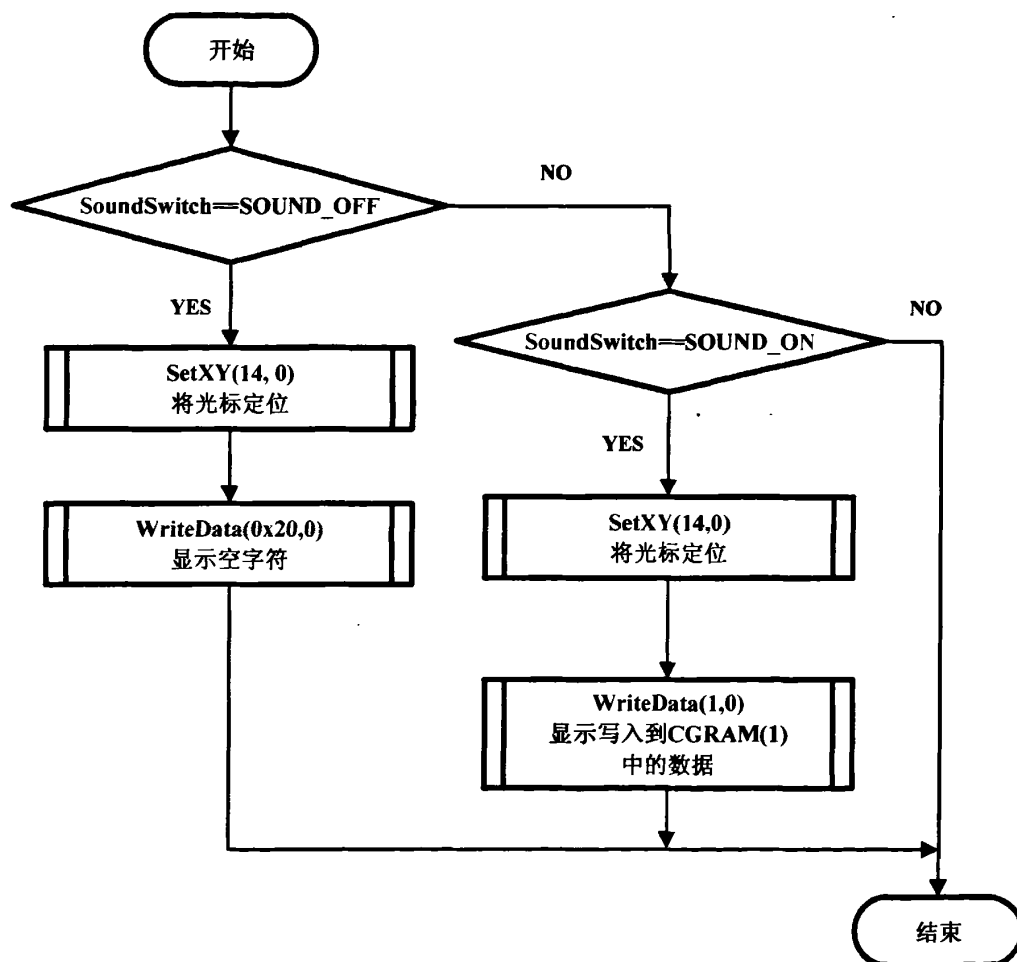 开始
NO
SoundSwitch==SOUND_OFF
YES
NO
SoundSwitch==SOUND_ON
SetXY(14, 0)
将光标定位
YES
WriteData(0x20,0)
显示空字符
SetXY(14,0)
将光标定位
WriteData(1,0)
显示写入到CGRAM(1)
中的数据
结束